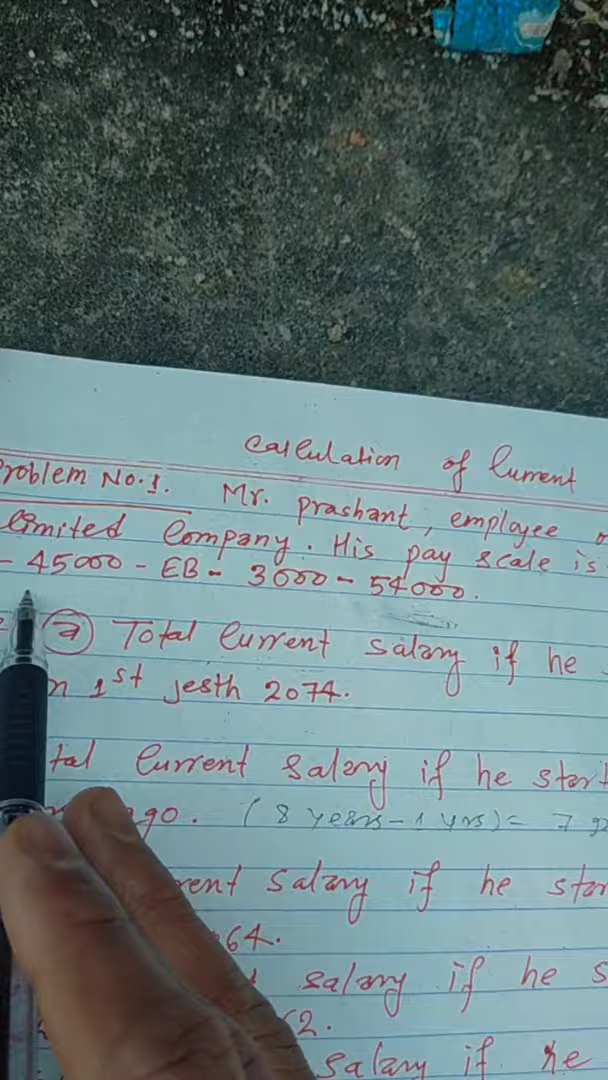 Calculation of Current
Problem No.1. Mr. Prashant, employee o
limited Company. His pay scale is
- 45000 - EB - 3000 - 54000.
(a) Total Current Salary if he s
n 1st Jesth 2074.
tal Current Salary if he start
ago. (8 years - 1 yrs) = 7 y
rent Salary if he star
64.
salary if he s
2.
salary if he